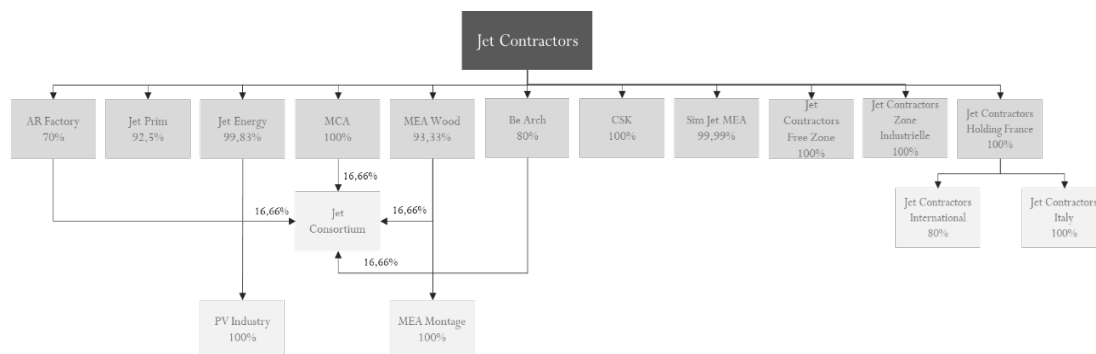 Jet Contractors
AR Factory
70%
Jet Prim
92,5%
Jet Energy
99,83%
MCA
100%
MEA Wood
93,33%
Be Arch
80%
CSK
100%
Sim Jet MEA
99,99%
Jet
Contractors
Free Zone
100%
Jet Contractors
Zone
Industrielle
100%
Jet Contractors
Holding France
100%
16,66%
16,66%
Jet
Consortium
16,66%
16,66%
Jet Contractors
International
80%
Jet Contractors
Italy
100%
PV Industry
100%
MEA Montage
100%